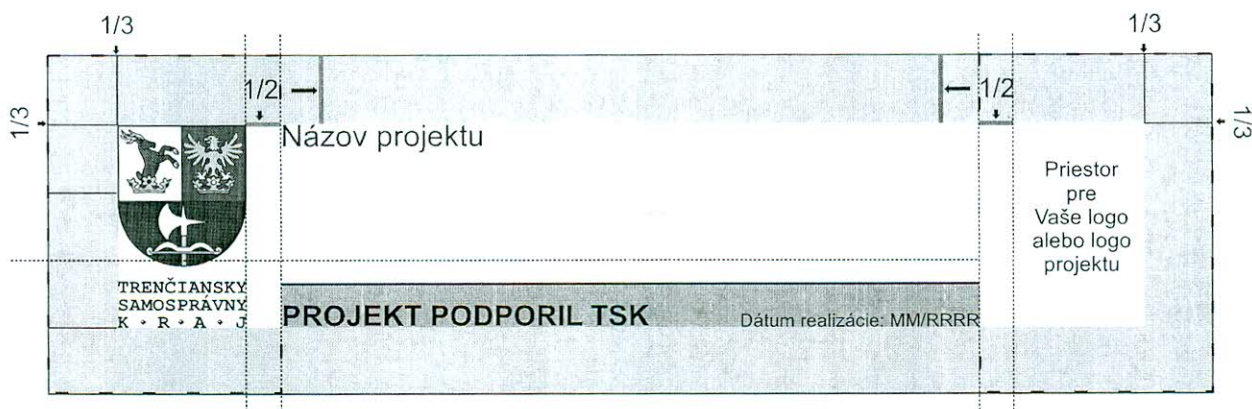 1/3
1/3
1/2
1/2
1/3
1/3
Názov projektu
Priestor
pre
Vaše logo
alebo logo
projektu
TRENČIANSKY
SAMOSPRÁVNY
K · R · A · J
PROJEKT PODPORIL TSK
Dátum realizácie: MM/RRRR